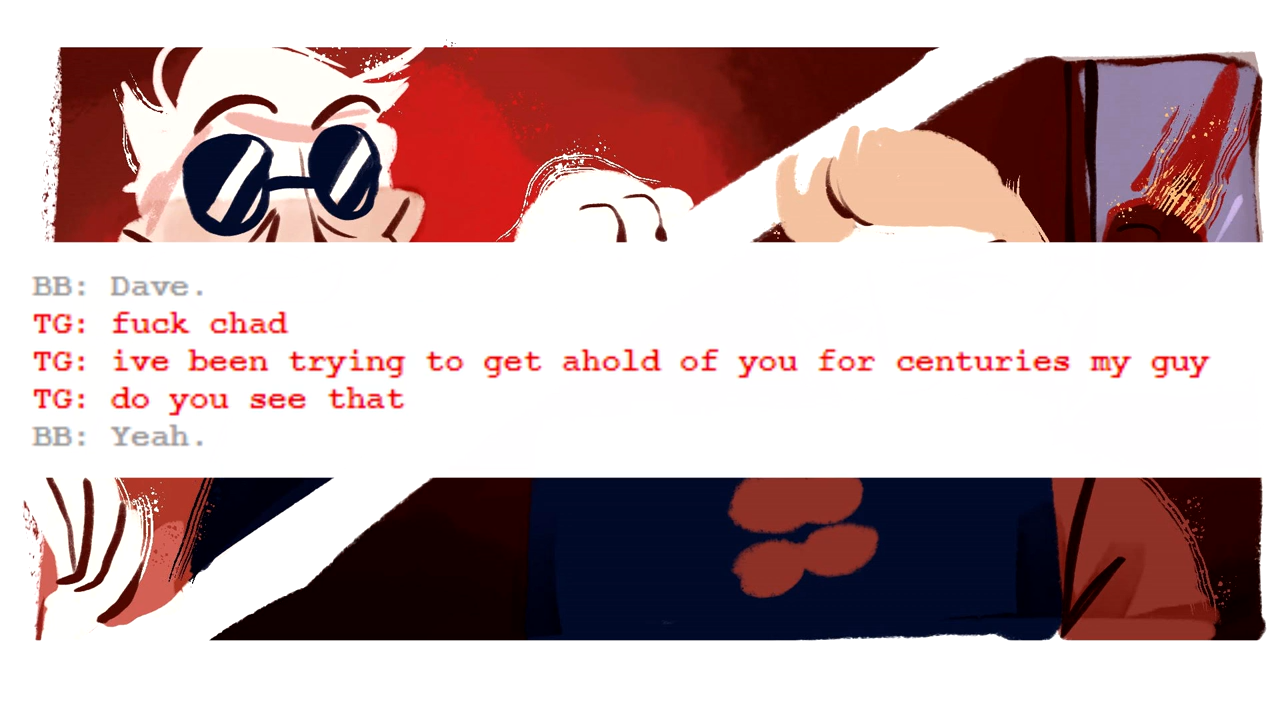 BB: Dave.
TG: fuck chad
TG: ive been trying to get ahold of you for centuries my guy
TG: do you see that
BB: Yeah.